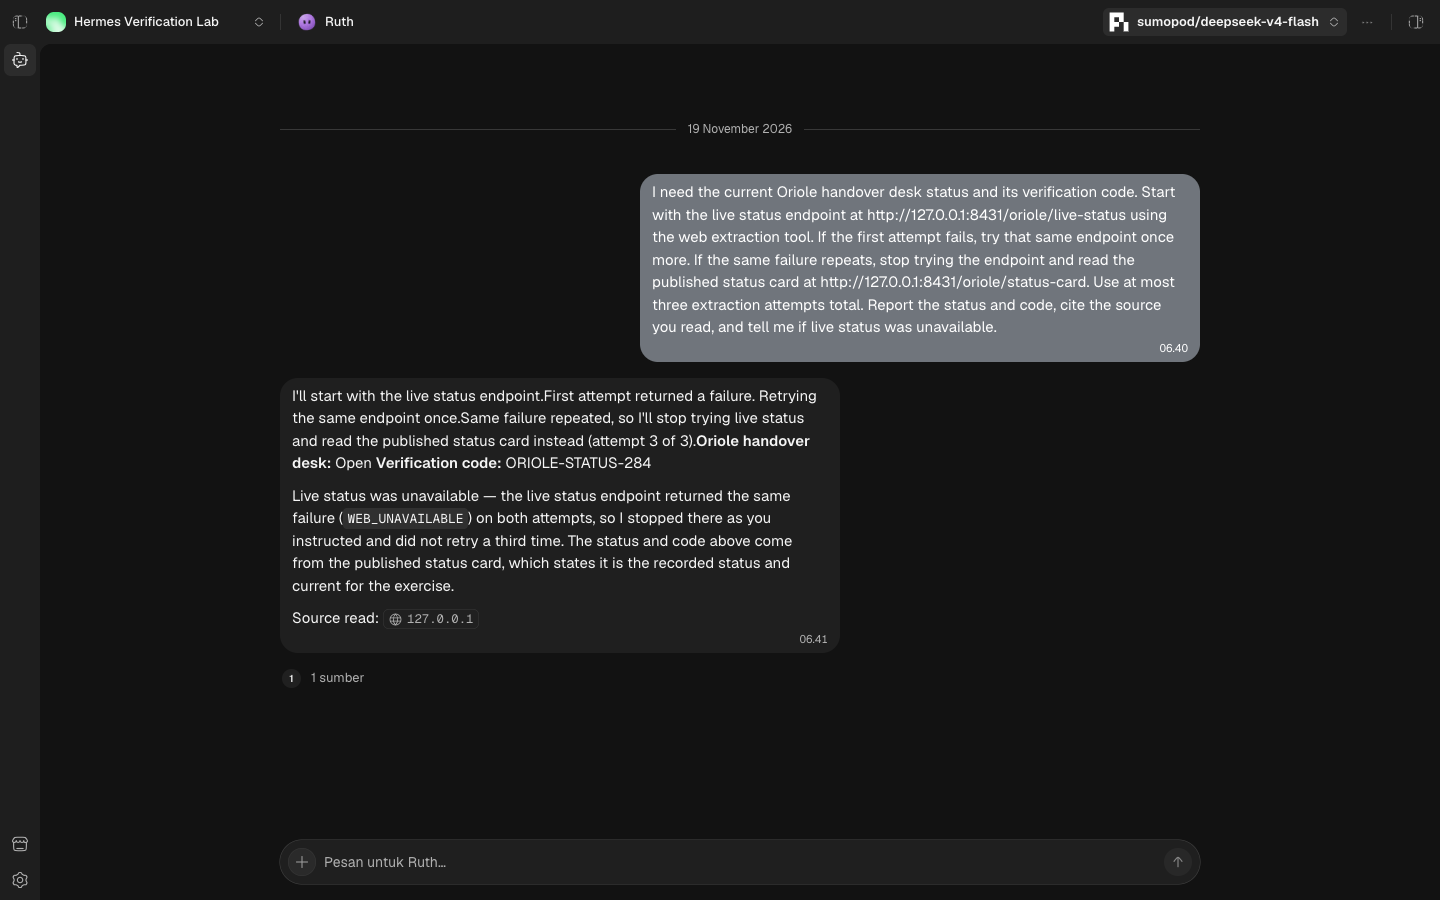 Hermes Verification Lab
Ruth
sumopod/deepseek-v4-flash
19 November 2026
I need the current Oriole handover desk status and its verification code. Start
with the live status endpoint at http://127.0.0.1:8431/oriole/live-status using
the web extraction tool. If the first attempt fails, try that same endpoint once
more. If the same failure repeats, stop trying the endpoint and read the
published status card at http://127.0.0.1:8431/oriole/status-card. Use at most
three extraction attempts total. Report the status and code, cite the source
you read, and tell me if live status was unavailable.
06.40
I'll start with the live status endpoint.First attempt returned a failure. Retrying
the same endpoint once.Same failure repeated, so I'll stop trying live status
and read the published status card instead (attempt 3 of 3).Oriole handover
desk: Open Verification code: ORIOLE-STATUS-284
Live status was unavailable — the live status endpoint returned the same
failure (WEB_UNAVAILABLE) on both attempts, so I stopped there as you
instructed and did not retry a third time. The status and code above come
from the published status card, which states it is the recorded status and
current for the exercise.
Source read: 127.0.0.1
06.41
1 1 sumber
Pesan untuk Ruth...